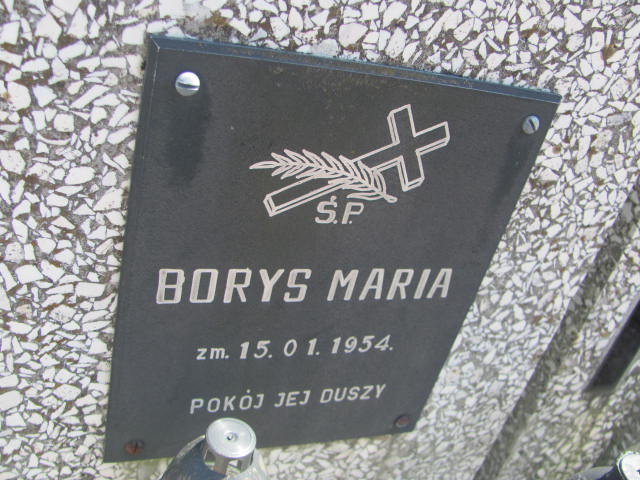 Ś.P.
BORYS MARIA
zm. 15.01.1954.
POKÓJ JEJ DUSZY